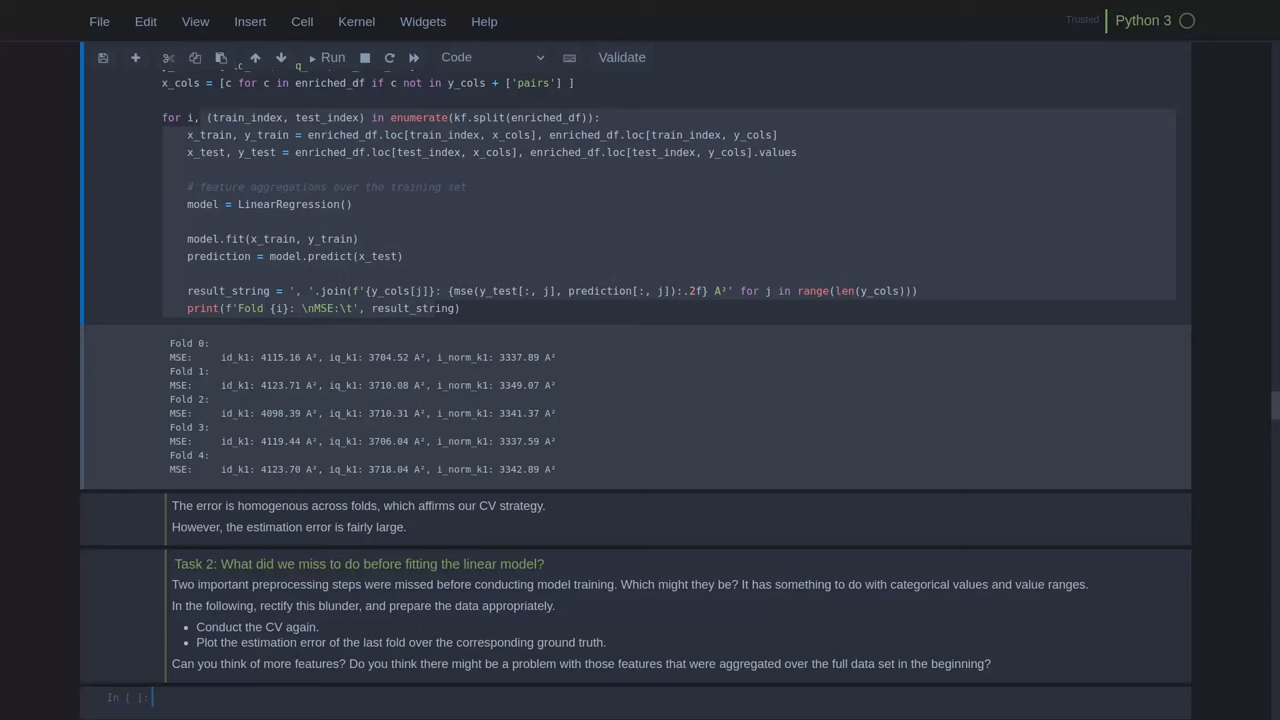 File Edit View Insert Cell Kernel Widgets Help Trusted Python 3
Run Code Validate
x_cols = [c for c in enriched_df if c not in y_cols + ['pairs'] ]
for i, (train_index, test_index) in enumerate(kf.split(enriched_df)):
x_train, y_train = enriched_df.loc[train_index, x_cols], enriched_df.loc[train_index, y_cols]
x_test, y_test = enriched_df.loc[test_index, x_cols], enriched_df.loc[test_index, y_cols].values
# feature aggregations over the training set
model = LinearRegression()
model.fit(x_train, y_train)
prediction = model.predict(x_test)
result_string = ', '.join(f'{y_cols[j]}: {mse(y_test[:, j], prediction[:, j]):.2f} A²' for j in range(len(y_cols)))
print(f'Fold {i}: \nMSE:\t', result_string)
Fold 0:
MSE: id_k1: 4115.16 A², iq_k1: 3704.52 A², i_norm_k1: 3337.89 A²
Fold 1:
MSE: id_k1: 4123.71 A², iq_k1: 3710.08 A², i_norm_k1: 3349.07 A²
Fold 2:
MSE: id_k1: 4098.39 A², iq_k1: 3710.31 A², i_norm_k1: 3341.37 A²
Fold 3:
MSE: id_k1: 4119.44 A², iq_k1: 3706.04 A², i_norm_k1: 3337.59 A²
Fold 4:
MSE: id_k1: 4123.70 A², iq_k1: 3718.04 A², i_norm_k1: 3342.89 A²
The error is homogenous across folds, which affirms our CV strategy.
However, the estimation error is fairly large.
Task 2: What did we miss to do before fitting the linear model?
Two important preprocessing steps were missed before conducting model training. Which might they be? It has something to do with categorical values and value ranges.
In the following, rectify this blunder, and prepare the data appropriately.
• Conduct the CV again.
• Plot the estimation error of the last fold over the corresponding ground truth.
Can you think of more features? Do you think there might be a problem with those features that were aggregated over the full data set in the beginning?
In [ ]: